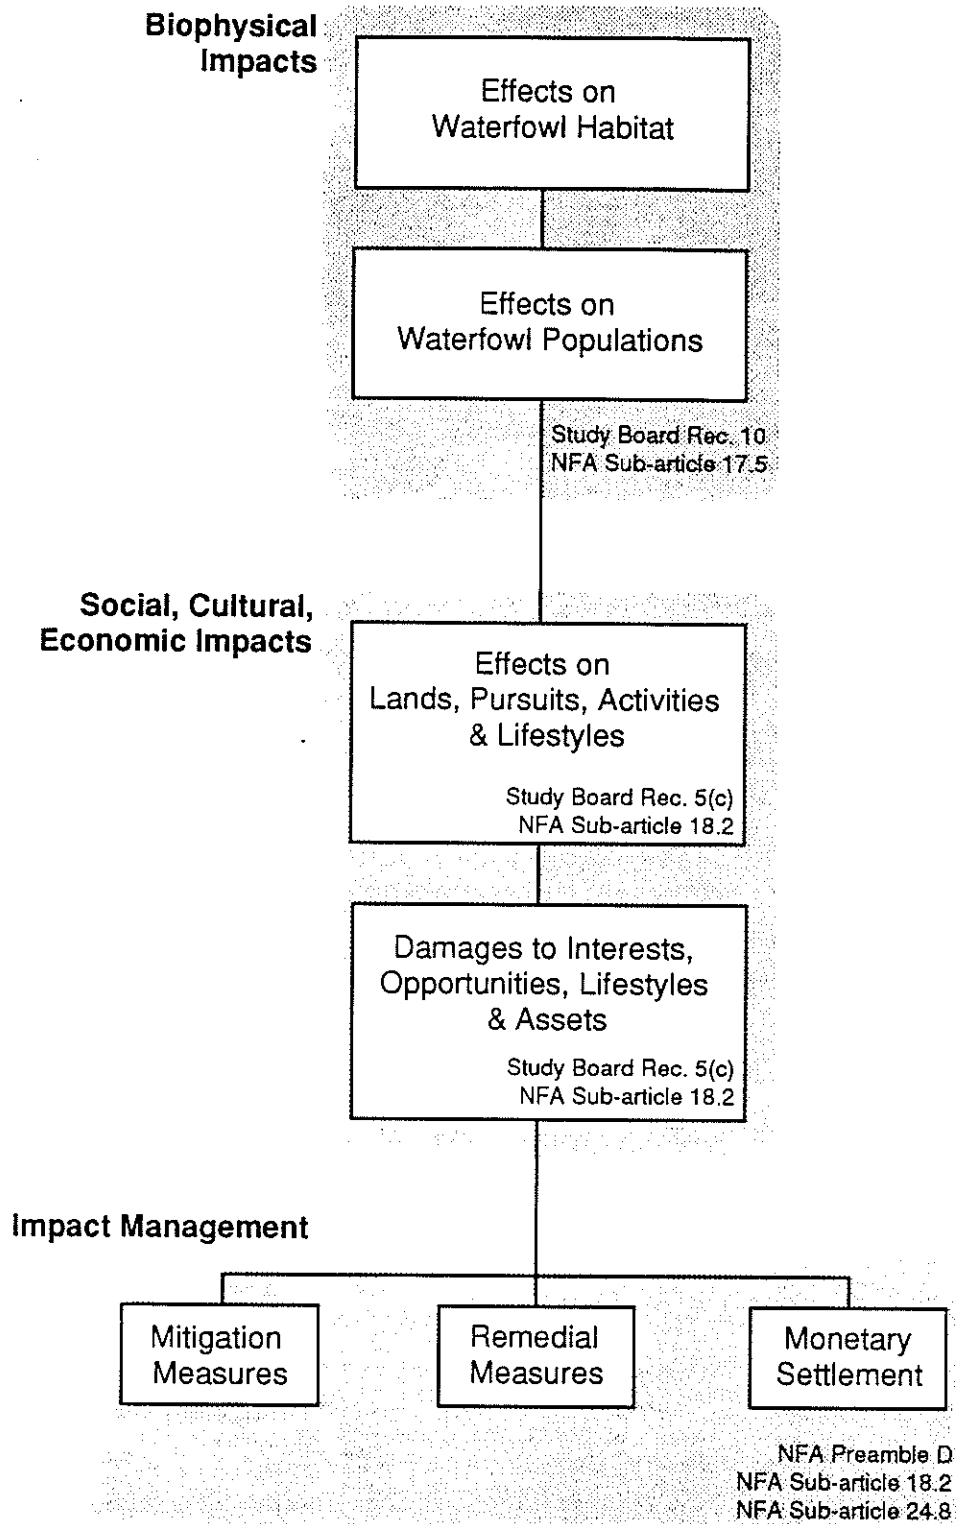 Biophysical
Impacts
Effects on
Waterfowl Habitat
Effects on
Waterfowl Populations
Study Board Rec. 10
NFA Sub-article 17.5
Social, Cultural,
Economic Impacts
Effects on
Lands, Pursuits, Activities
& Lifestyles
Study Board Rec. 5(c)
NFA Sub-article 18.2
Damages to Interests,
Opportunities, Lifestyles
& Assets
Study Board Rec. 5(c)
NFA Sub-article 18.2
Impact Management
Mitigation
Measures
Remedial
Measures
Monetary
Settlement
NFA Preamble D
NFA Sub-article 18.2
NFA Sub-article 24.8